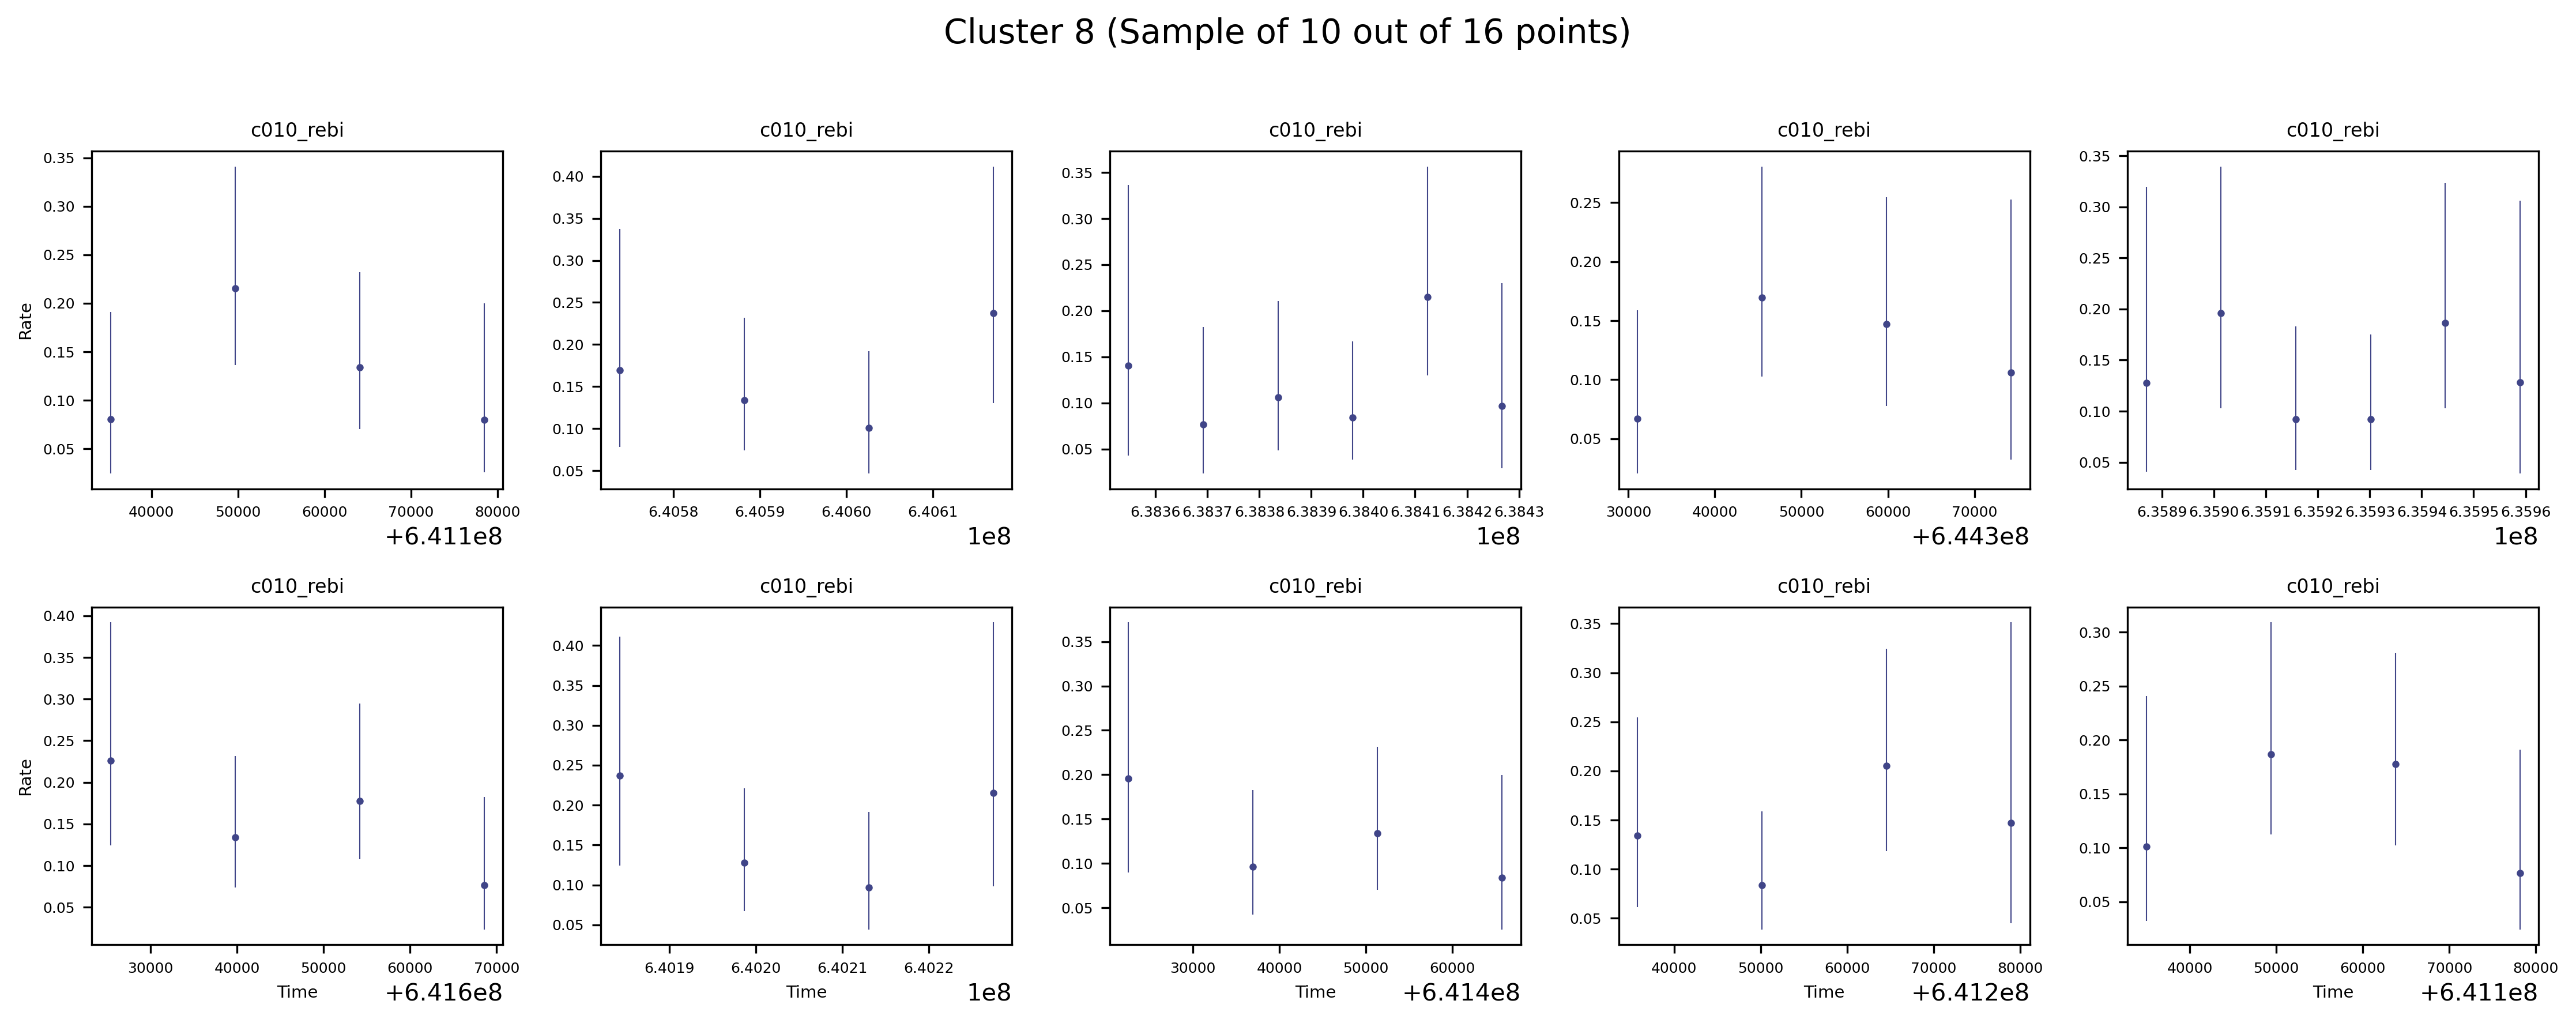 Cluster 8 (Sample of 10 out of 16 points)
c010_rebi c010_rebi c010_rebi c010_rebi c010_rebi
Rate
0.35
0.30
0.25
0.20
0.15
0.10
0.05
40000 50000 60000 70000 80000
+6.411e8
0.40
0.35
0.30
0.25
0.20
0.15
0.10
0.05
6.4058 6.4059 6.4060 6.4061
1e8
0.35
0.30
0.25
0.20
0.15
0.10
0.05
6.3836 6.3837 6.3838 6.3839 6.3840 6.3841 6.3842 6.3843
1e8
0.25
0.20
0.15
0.10
0.05
30000 40000 50000 60000 70000
+6.443e8
0.35
0.30
0.25
0.20
0.15
0.10
0.05
6.3589 6.3590 6.3591 6.3592 6.3593 6.3594 6.3595 6.3596
1e8
c010_rebi c010_rebi c010_rebi c010_rebi c010_rebi
Rate
0.40
0.35
0.30
0.25
0.20
0.15
0.10
0.05
30000 40000 50000 60000 70000
Time +6.416e8
0.40
0.35
0.30
0.25
0.20
0.15
0.10
0.05
6.4019 6.4020 6.4021 6.4022
Time 1e8
0.35
0.30
0.25
0.20
0.15
0.10
0.05
30000 40000 50000 60000
Time +6.414e8
0.35
0.30
0.25
0.20
0.15
0.10
0.05
40000 50000 60000 70000 80000
Time +6.412e8
0.30
0.25
0.20
0.15
0.10
0.05
40000 50000 60000 70000 80000
Time +6.411e8